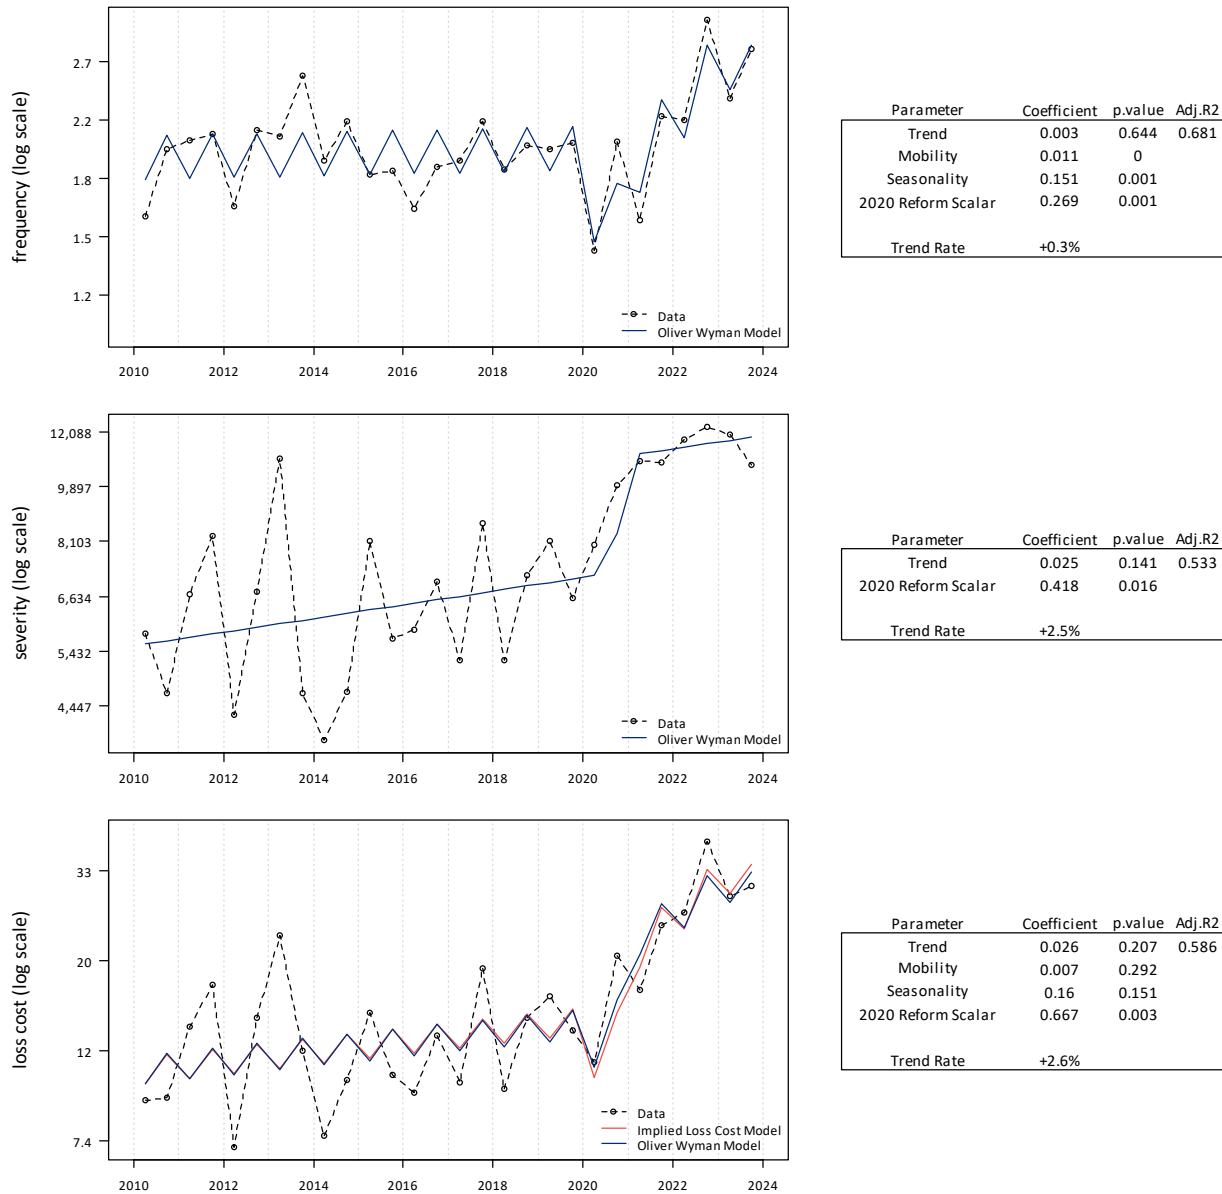 frequency (log scale)
2.7
2.2
1.8
1.5
1.2
Data
Oliver Wyman Model
2010 2012 2014 2016 2018 2020 2022 2024
Parameter Coefficient p.value Adj.R2
Trend 0.003 0.644 0.681
Mobility 0.011 0
Seasonality 0.151 0.001
2020 Reform Scalar 0.269 0.001
Trend Rate +0.3%
severity (log scale)
12,088
9,897
8,103
6,634
5,432
4,447
Data
Oliver Wyman Model
2010 2012 2014 2016 2018 2020 2022 2024
Parameter Coefficient p.value Adj.R2
Trend 0.025 0.141 0.533
2020 Reform Scalar 0.418 0.016
Trend Rate +2.5%
loss cost (log scale)
33
20
12
7.4
Data
Implied Loss Cost Model
Oliver Wyman Model
2010 2012 2014 2016 2018 2020 2022 2024
Parameter Coefficient p.value Adj.R2
Trend 0.026 0.207 0.586
Mobility 0.007 0.292
Seasonality 0.16 0.151
2020 Reform Scalar 0.667 0.003
Trend Rate +2.6%